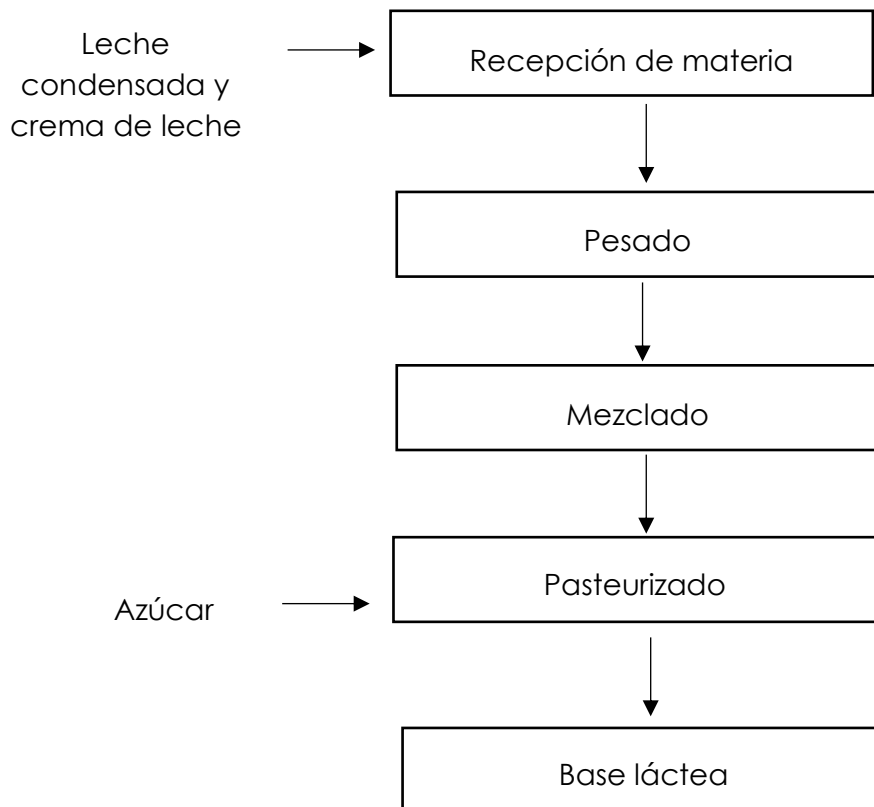 Leche
condensada y
crema de leche
Recepción de materia
Pesado
Mezclado
Azúcar
Pasteurizado
Base láctea